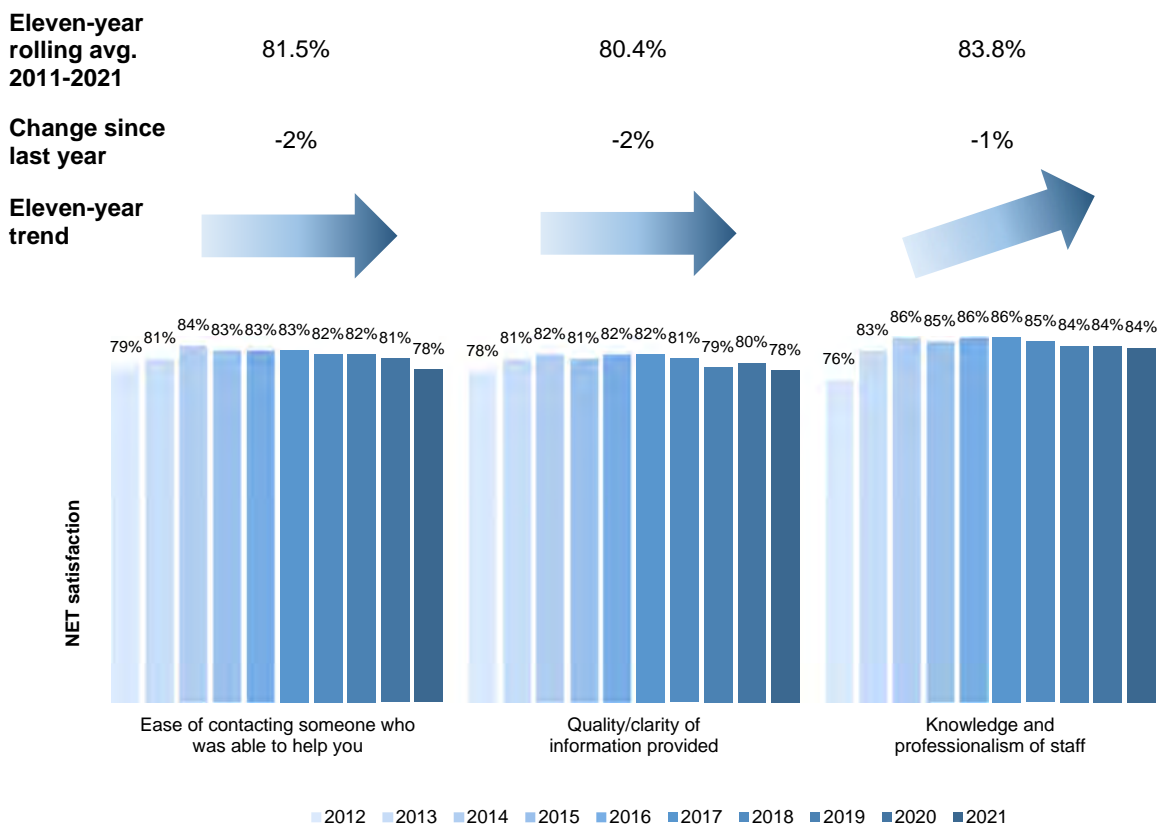 Eleven-year
rolling avg.
2011-2021
81.5%
80.4%
83.8%
Change since
last year
-2%
-2%
-1%
Eleven-year
trend
79%
81%
84%
83%
83%
83%
82%
82%
81%
78%
78%
81%
82%
81%
82%
82%
81%
79%
80%
78%
76%
83%
86%
85%
86%
86%
85%
84%
84%
84%
NET satisfaction
Ease of contacting someone who
was able to help you
Quality/clarity of
information provided
Knowledge and
professionalism of staff
2012 2013 2014 2015 2016 2017 2018 2019 2020 2021